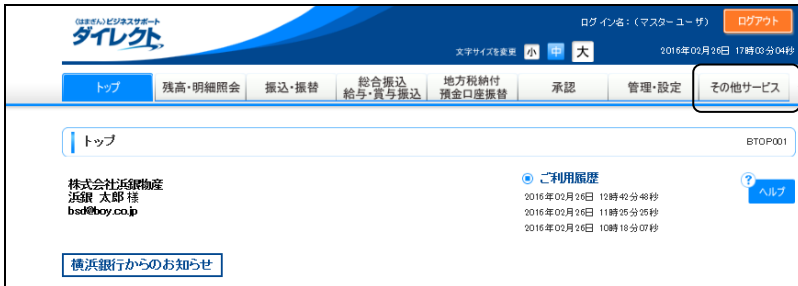 〈はまぎん〉ビジネスサポート
ダイレクト
ログイン名：（マスターユーザ）
ログアウト
文字サイズを変更 小 中 大
2016年02月26日 17時03分04秒
トップ
残高・明細照会
振込・振替
総合振込
給与・賞与振込
地方税納付
預金口座振替
承認
管理・設定
その他サービス
トップ
BTOP001
株式会社浜銀物産
浜銀 太郎 様
bsd@boy.co.jp
ご利用履歴
2016年02月26日 12時42分48秒
2016年02月26日 11時25分25秒
2016年02月26日 10時18分07秒
?
ヘルプ
横浜銀行からのお知らせ